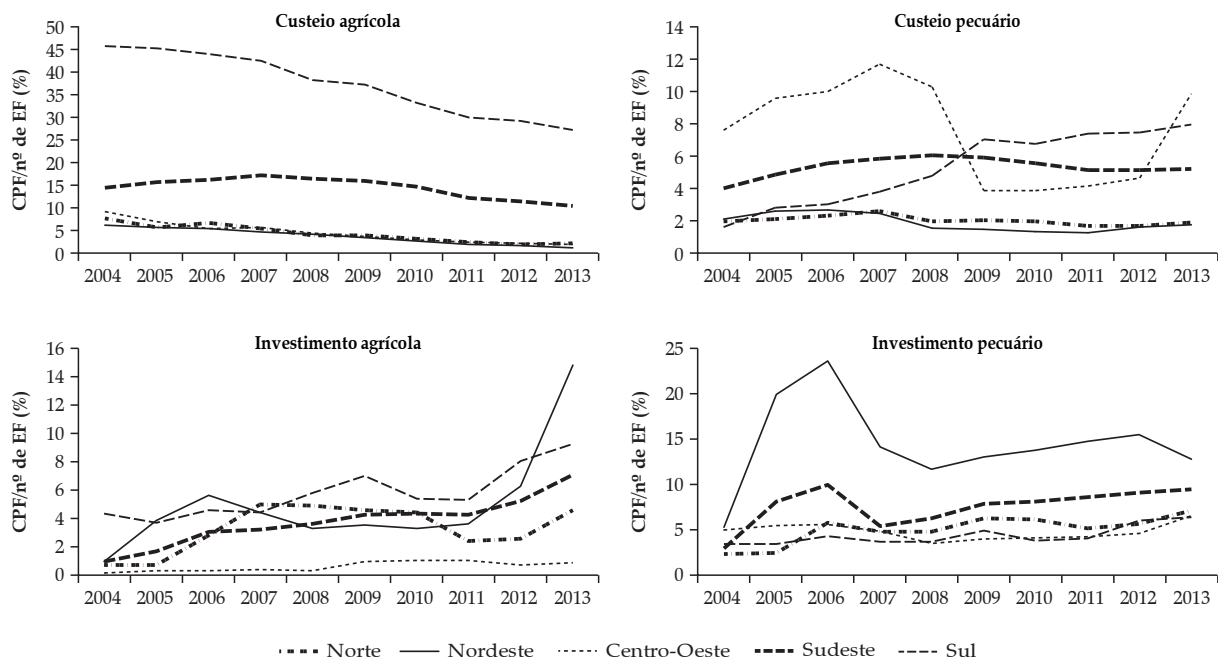 Custeio agrícola
CPF/nº de EF (%)
50
45
40
35
30
25
20
15
10
5
0
2004 2005 2006 2007 2008 2009 2010 2011 2012 2013
Custeio pecuário
CPF/nº de EF (%)
14
12
10
8
6
4
2
0
2004 2005 2006 2007 2008 2009 2010 2011 2012 2013
Investimento agrícola
CPF/nº de EF (%)
16
14
12
10
8
6
4
2
0
2004 2005 2006 2007 2008 2009 2010 2011 2012 2013
Investimento pecuário
CPF/nº de EF (%)
25
20
15
10
5
0
2004 2005 2006 2007 2008 2009 2010 2011 2012 2013
Norte Nordeste Centro-Oeste Sudeste Sul